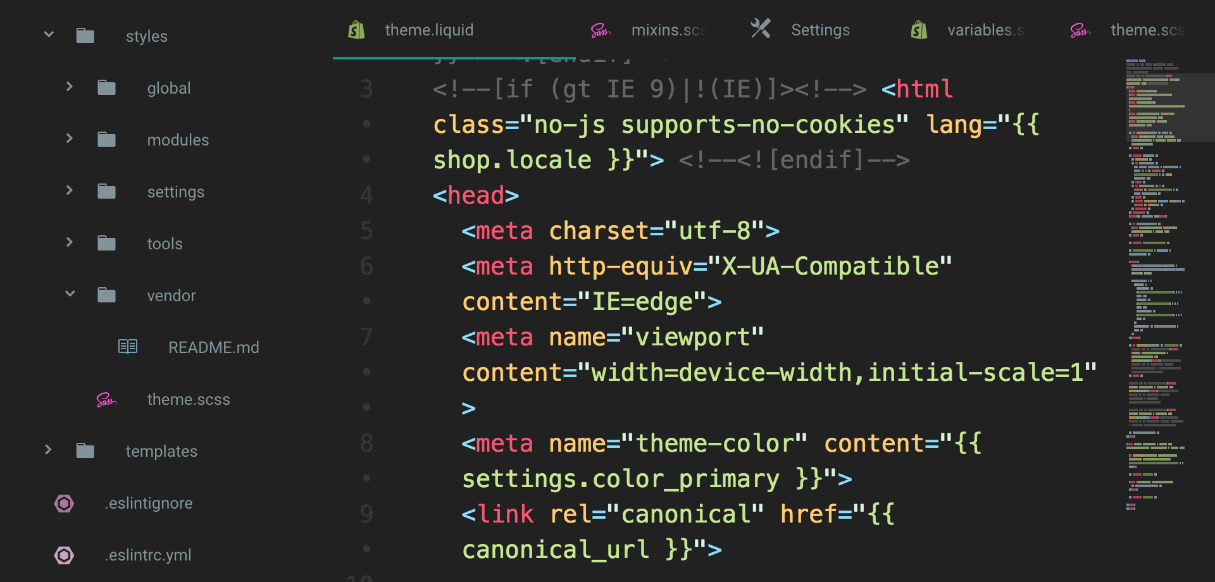 styles
global
modules
settings
tools
vendor
README.md
theme.scss
templates
.eslintignore
.eslintrc.yml
theme.liquid
mixins.scs
Settings
variables.s
theme.scs
3 <!--[if (gt IE 9)|!(IE)]><!--> <html
class="no-js supports-no-cookies" lang="{{
shop.locale }}"> <!--<![endif]-->
4 <head>
5 <meta charset="utf-8">
6 <meta http-equiv="X-UA-Compatible"
content="IE=edge">
7 <meta name="viewport"
content="width=device-width,initial-scale=1"
>
8 <meta name="theme-color" content="{{
settings.color_primary }}">
9 <link rel="canonical" href="{{
canonical_url }}">